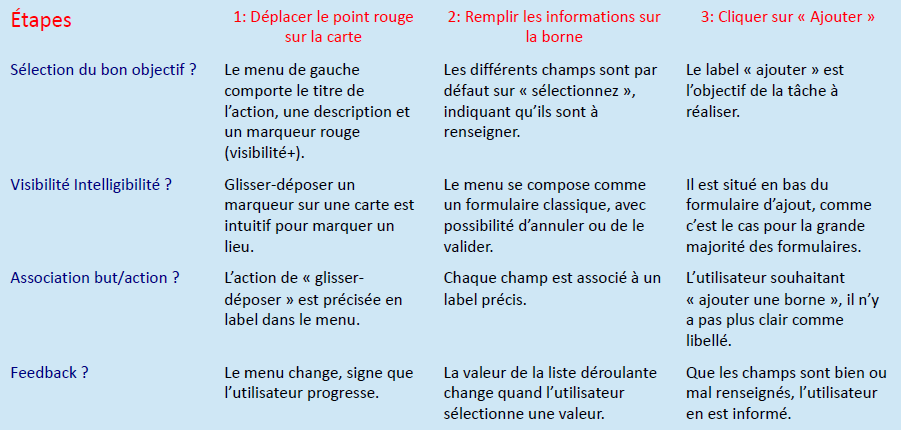 Étapes
1: Déplacer le point rouge
sur la carte
2: Remplir les informations sur
la borne
3: Cliquer sur « Ajouter »
Sélection du bon objectif ?
Le menu de gauche
comporte le titre de
l’action, une description et
un marqueur rouge
(visibilité+).
Les différents champs sont par
défaut sur « sélectionnez »,
indiquant qu’ils sont à
renseigner.
Le label « ajouter » est
l’objectif de la tâche à
réaliser.
Visibilité Intelligibilité ?
Glisser-déposer un
marqueur sur une carte est
intuitif pour marquer un
lieu.
Le menu se compose comme
un formulaire classique, avec
possibilité d’annuler ou de le
valider.
Il est situé en bas du
formulaire d’ajout, comme
c’est le cas pour la grande
majorité des formulaires.
Association but/action ?
L’action de « glisser-
déposer » est précisée en
label dans le menu.
Chaque champ est associé à un
label précis.
L’utilisateur souhaitant
« ajouter une borne », il n’y
a pas plus clair comme
libellé.
Feedback ?
Le menu change, signe que
l’utilisateur progresse.
La valeur de la liste déroulante
change quand l’utilisateur
sélectionne une valeur.
Que les champs sont bien ou
mal renseignés, l’utilisateur
en est informé.